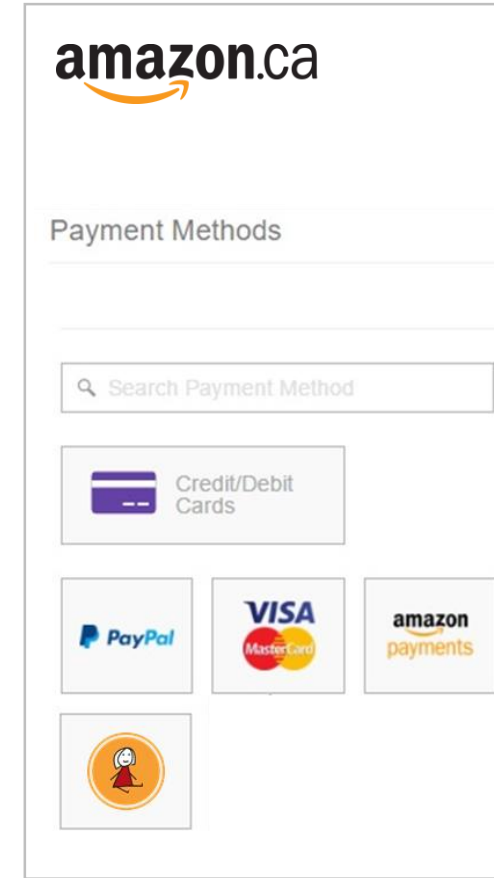 amazon.ca
Payment Methods
Search Payment Method
Credit/Debit
Cards
PayPal
VISA
MasterCard
amazon
payments